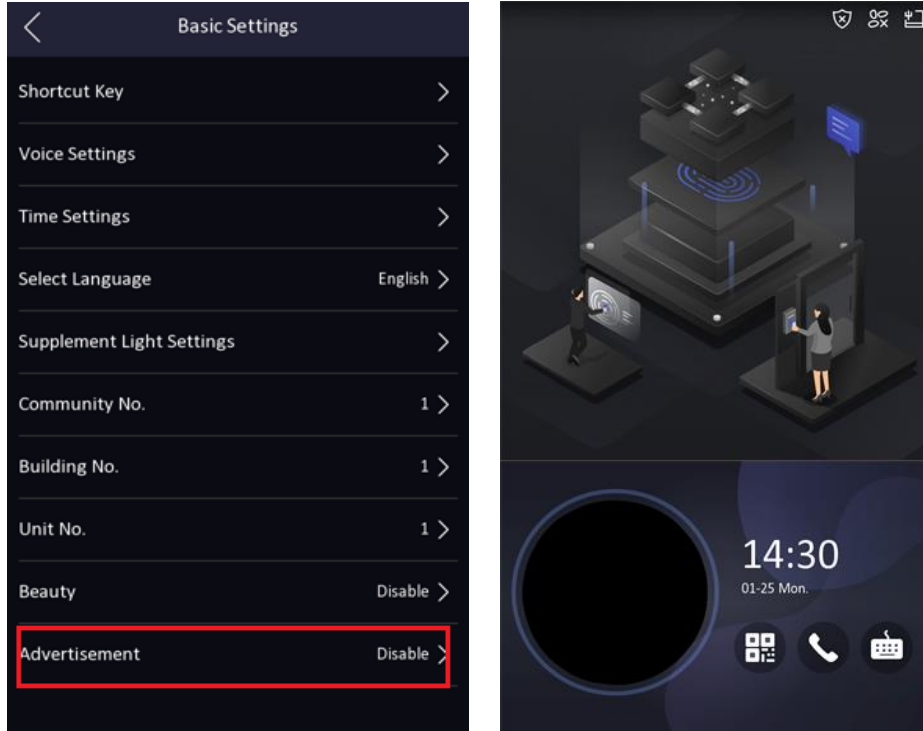 Basic Settings
Shortcut Key
Voice Settings
Time Settings
Select Language English
Supplement Light Settings
Community No. 1
Building No. 1
Unit No. 1
Beauty Disable
Advertisement Disable
14:30
01-25 Mon.